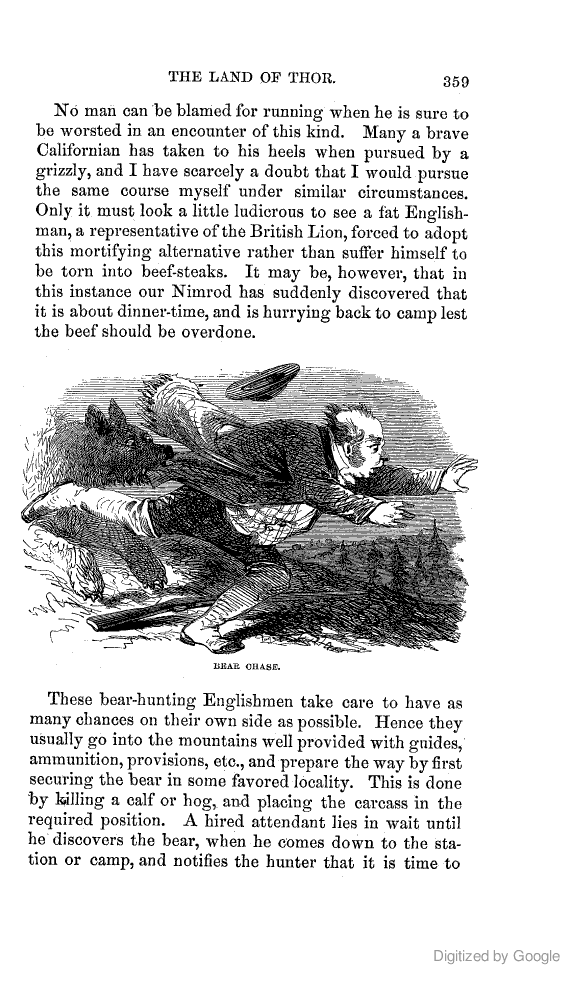 THE LAND OF THOR. 359
No man can be blamed for running when he is sure to
be worsted in an encounter of this kind. Many a brave
Californian has taken to his heels when pursued by a
grizzly, and I have scarcely a doubt that I would pursue
the same course myself under similar circumstances.
Only it must look a little ludicrous to see a fat English-
man, a representative of the British Lion, forced to adopt
this mortifying alternative rather than suffer himself to
be torn into beef-steaks. It may be, however, that in
this instance our Nimrod has suddenly discovered that
it is about dinner-time, and is hurrying back to camp lest
the beef should be overdone.
BEAR CHASE.
These bear-hunting Englishmen take care to have as
many chances on their own side as possible. Hence they
usually go into the mountains well provided with guides,
ammunition, provisions, etc., and prepare the way by first
securing the bear in some favored locality. This is done
by killing a calf or hog, and placing the carcass in the
required position. A hired attendant lies in wait until
he discovers the bear, when he comes down to the sta-
tion or camp, and notifies the hunter that it is time to
Digitized by Google